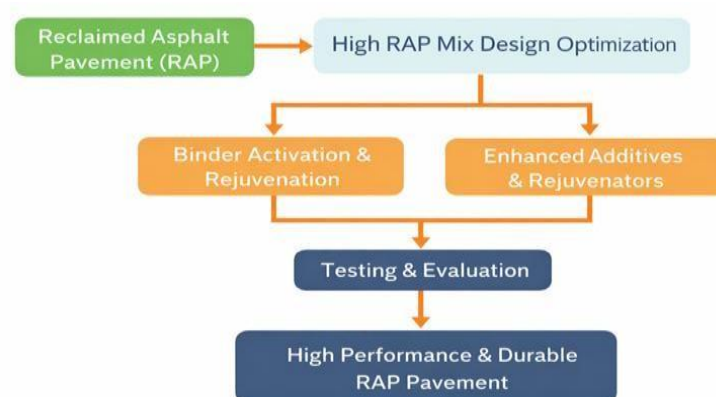 Reclaimed Asphalt
Pavement (RAP)
High RAP Mix Design Optimization
Binder Activation &
Rejuvenation
Enhanced Additives
& Rejuvenators
Testing & Evaluation
High Performance & Durable
RAP Pavement